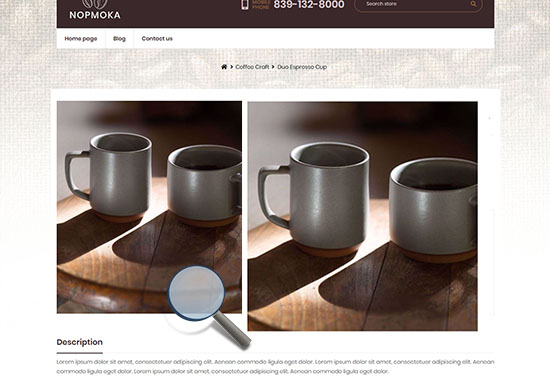 NOPMOKA
MOBILE
PHONE
839-132-8000
Search store
Home page
Blog
Contact us
Coffee Craft
Duo Espresso Cup
Description
Lorem ipsum dolor sit amet, consectetuer adipiscing elit. Aenean commodo ligula eget dolor. Lorem ipsum dolor sit amet, consectetuer adipiscing elit. Aenean
commodo ligula eget dolor. Lorem ipsum dolor sit amet, consectetuer adipiscing elit. Aenean commodo ligula eget dolor.